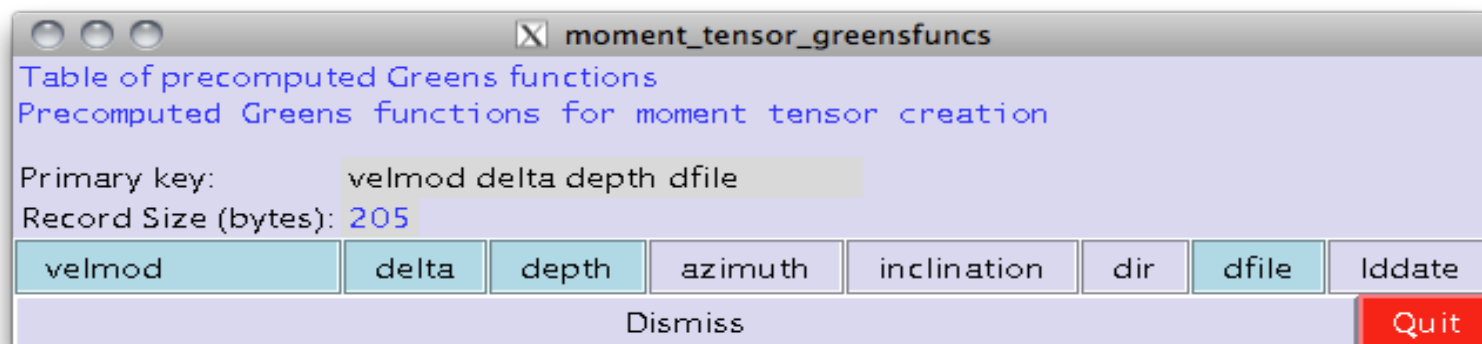 X moment_tensor_greensfuncs
Table of precomputed Greens functions
Precomputed Greens functions for moment tensor creation
Primary key: velmod delta depth dfile
Record Size (bytes): 205
velmod delta depth azimuth inclination dir dfile lddate
Dismiss Quit